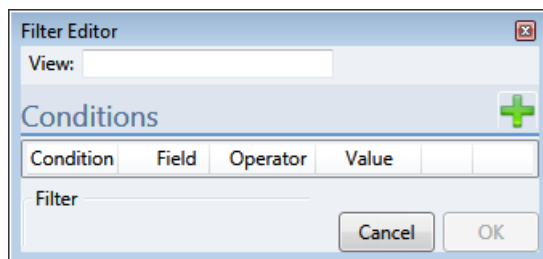 Filter Editor
View:
Conditions
Condition Field Operator Value
Filter
Cancel OK